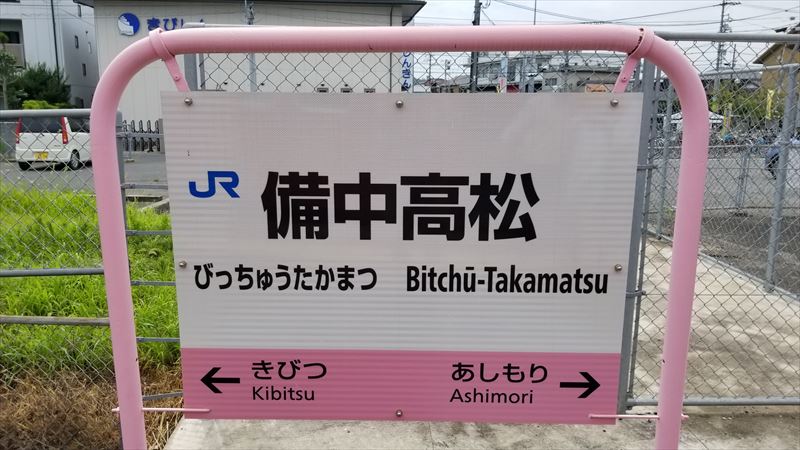 JR 備中高松
びっちゅうたかまつ Bitchū-Takamatsu
← きびつ あしもり →
Kibitsu Ashimori